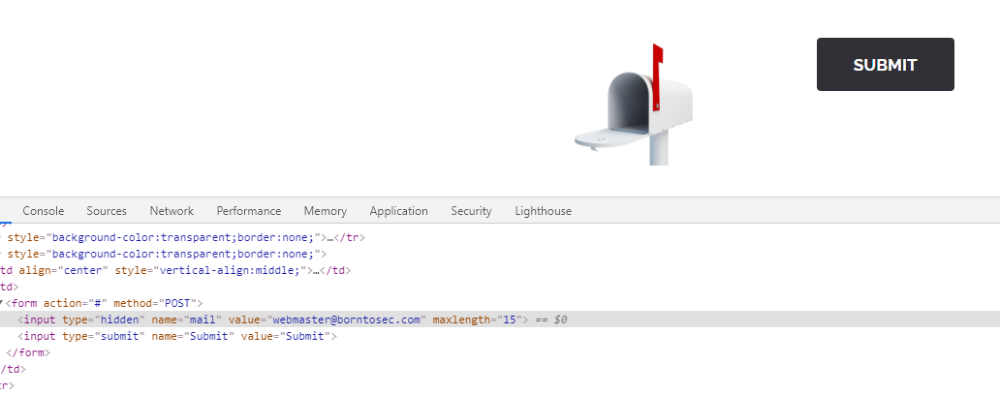 SUBMIT
Console Sources Network Performance Memory Application Security Lighthouse
style="background-color:transparent;border:none;">…</tr>
style="background-color:transparent;border:none;">
td align="center" style="vertical-align:middle;">…</td>
td>
▼<form action="#" method="POST">
<input type="hidden" name="mail" value="webmaster@borntosec.com" maxlength="15"> == $0
<input type="submit" name="Submit" value="Submit">
</form>
/td>
tr>